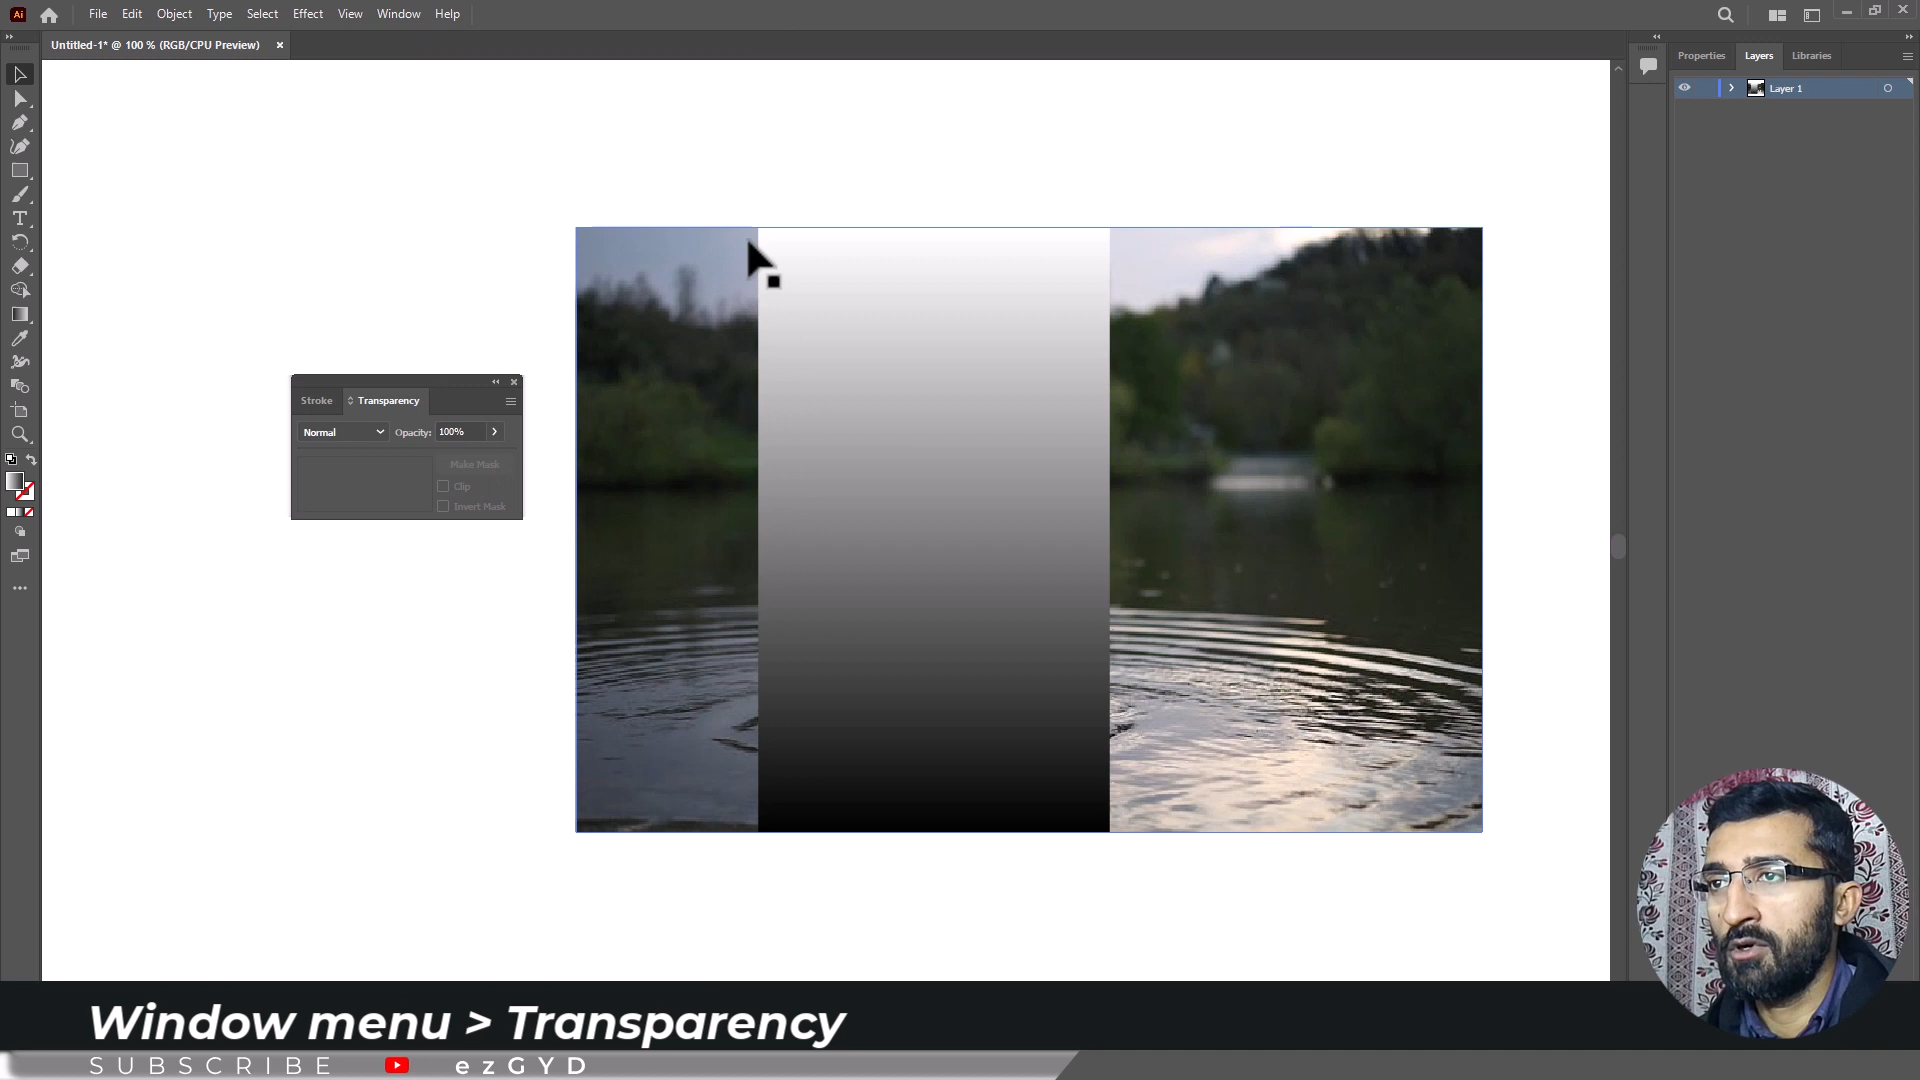 Ai File Edit Object Type Select Effect View Window Help
Untitled-1* @ 100 % (RGB/CPU Preview) ×
Properties Layers Libraries
Layer 1
Stroke Transparency
Normal Opacity: 100%
Make Mask
Clip
Invert Mask
Window menu > Transparency
SUBSCRIBE ezGYD